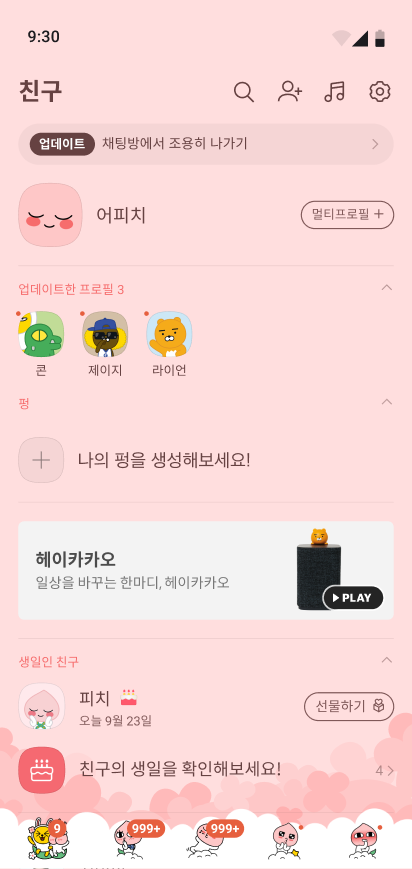 9:30
친구
업데이트 채팅방에서 조용히 나가기
어피치
멀티프로필 +
업데이트한 프로필 3
콘 제이지 라이언
펑
나의 펑을 생성해보세요!
헤이카카오
일상을 바꾸는 한마디, 헤이카카오
PLAY
생일인 친구
피치
오늘 9월 23일
선물하기
친구의 생일을 확인해보세요!
4
9 999+ 999+